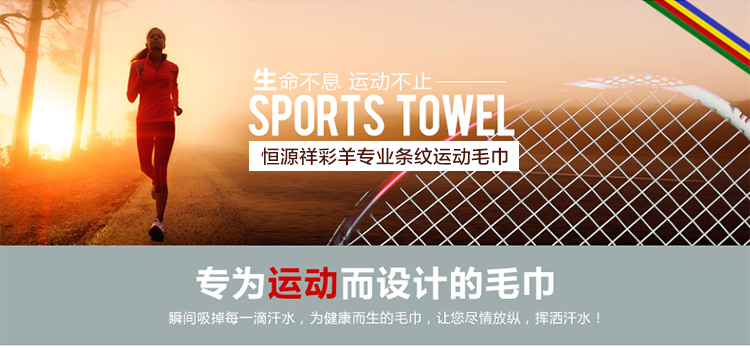 生命不息 运动不止
SPORTS TOWEL
恒源祥彩羊专业条纹运动毛巾
专为运动而设计的毛巾
瞬间吸掉每一滴汗水，为健康而生的毛巾，让您尽情放纵，挥洒汗水！